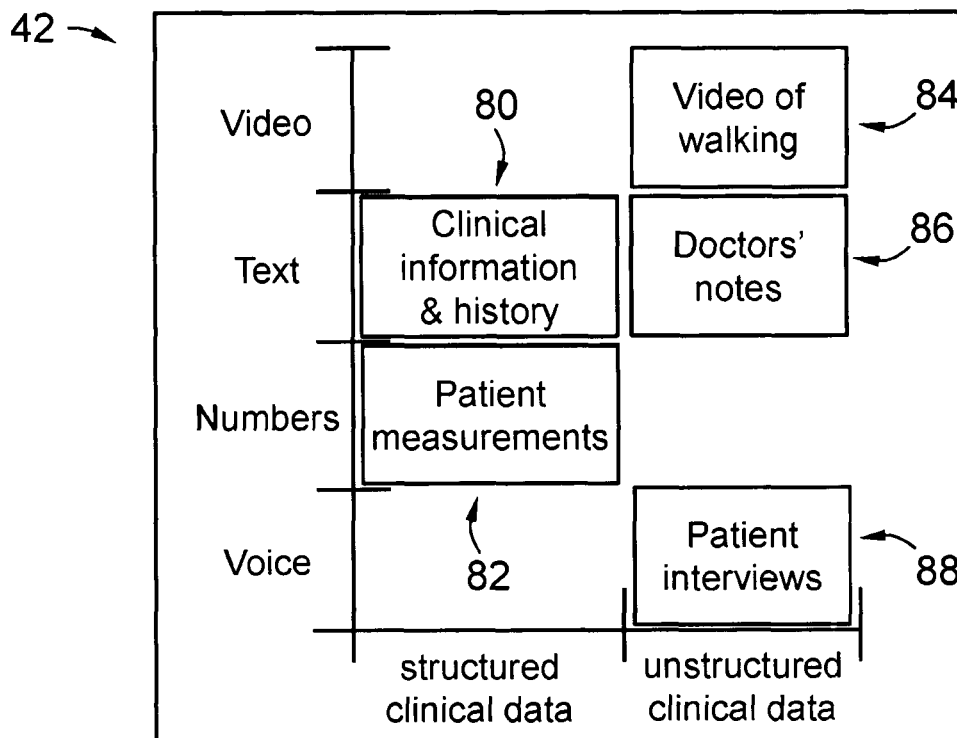 42
Video
80
Video of
walking
84
Text
Clinical
information
& history
Doctors'
notes
86
Numbers
Patient
measurements
Voice
82
Patient
interviews
88
structured
clinical data
unstructured
clinical data